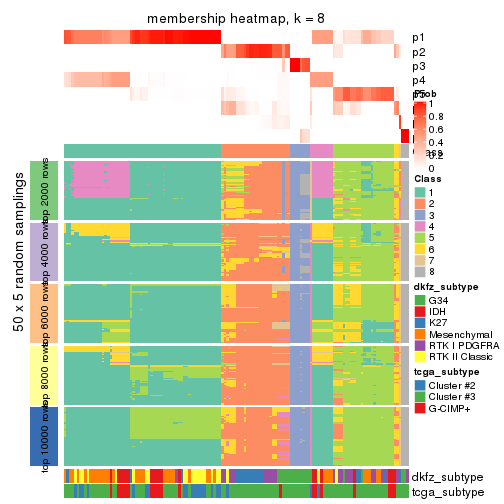 membership heatmap, k = 8
p1
p2
p3
p4
Prob
1
0.8
0.6
0.4
0.2
0
Class
1
2
3
4
5
6
7
8
dkfz_subtype
G34
IDH
K27
Mesenchymal
RTK I PDGFRA
RTK II Classic
tcga_subtype
Cluster #2
Cluster #3
G-CIMP+
50 x 5 random samplings
top 2000 rows
top 4000 rows
top 6000 rows
top 8000 rows
top 10000 rows
dkfz_subtype
tcga_subtype